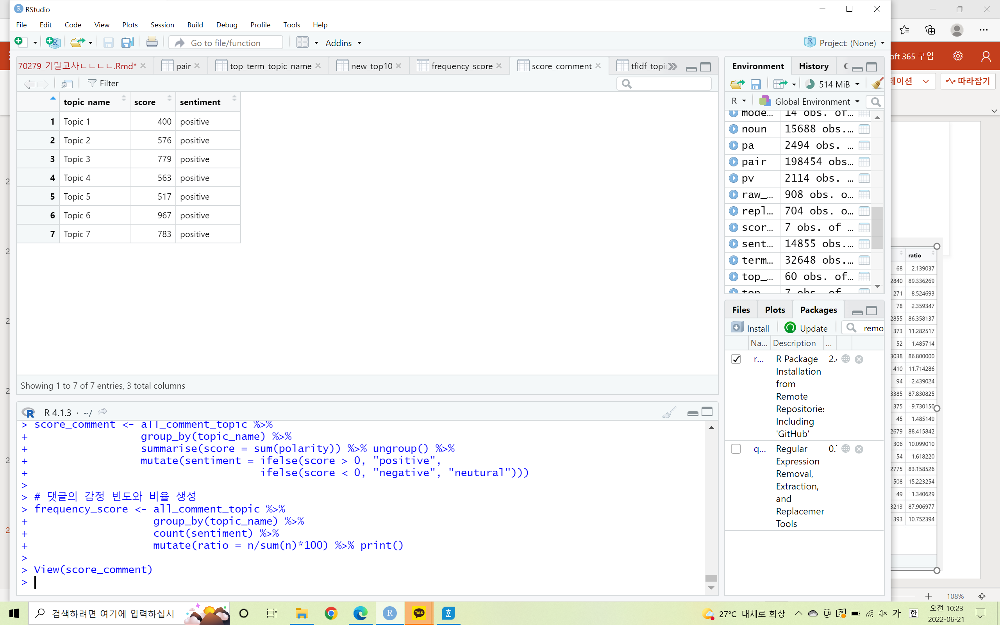 RStudio
File Edit Code View Plots Session Build Debug Profile Tools Help
Go to file/function Addins Project: (None)
70279_기말고사ㄴㄴㄴㄴ.Rmd* pair top_term_topic_name new_top10 frequency_score score_comment tfidf_topi
Filter
topic_name score sentiment
1 Topic 1 400 positive
2 Topic 2 576 positive
3 Topic 3 779 positive
4 Topic 4 563 positive
5 Topic 5 517 positive
6 Topic 6 967 positive
7 Topic 7 783 positive
Showing 1 to 7 of 7 entries, 3 total columns
R 4.1.3 · ~/
> score_comment <- all_comment_topic %>%
+ group_by(topic_name) %>%
+ summarise(score = sum(polarity)) %>% ungroup() %>%
+ mutate(sentiment = ifelse(score > 0, "positive",
+ ifelse(score < 0, "negative", "neutural")))
>
> # 댓글의 감정 빈도와 비율 생성
> frequency_score <- all_comment_topic %>%
+ group_by(topic_name) %>%
+ count(sentiment) %>%
+ mutate(ratio = n/sum(n)*100) %>% print()
>
> View(score_comment)
>
Environment History
514 MiB
R Global Environment
mode... 14 obs. of...
noun 15688 obs....
pa 2494 obs. ...
pair 198454 obs...
pv 2114 obs. ...
raw_... 908 obs. o...
repl... 704 obs. o...
scor... 7 obs. of ...
sent... 14855 obs....
term... 32648 obs....
top_... 60 obs. of...
top 7 obs. of
Files Plots Packages
Install Update remo
Na... Description ...
r... R Package 2.
Installation
from
Remote
Repositories
Including
'GitHub'
q... Regular 0.
Expression
Removal,
Extraction,
and
Replacemer
Tools
oft 365 구입
테이션 따라잡기
ratio
68 2.139037
2840 89.336269
271 8.524693
78 2.359347
2855 86.358137
373 11.282517
52 1.485714
3038 86.800000
410 11.714286
94 2.439024
3385 87.830825
375 9.730150
45 1.485149
2679 88.415842
306 10.099010
54 1.618220
2775 83.158526
508 15.223254
49 1.340629
3213 87.906977
393 10.752394
108%
2
2
2
2
2
2
검색하려면 여기에 입력하십시
TALK
훈
27°C 대체로 화창
가 한
오전 10:23
2022-06-21